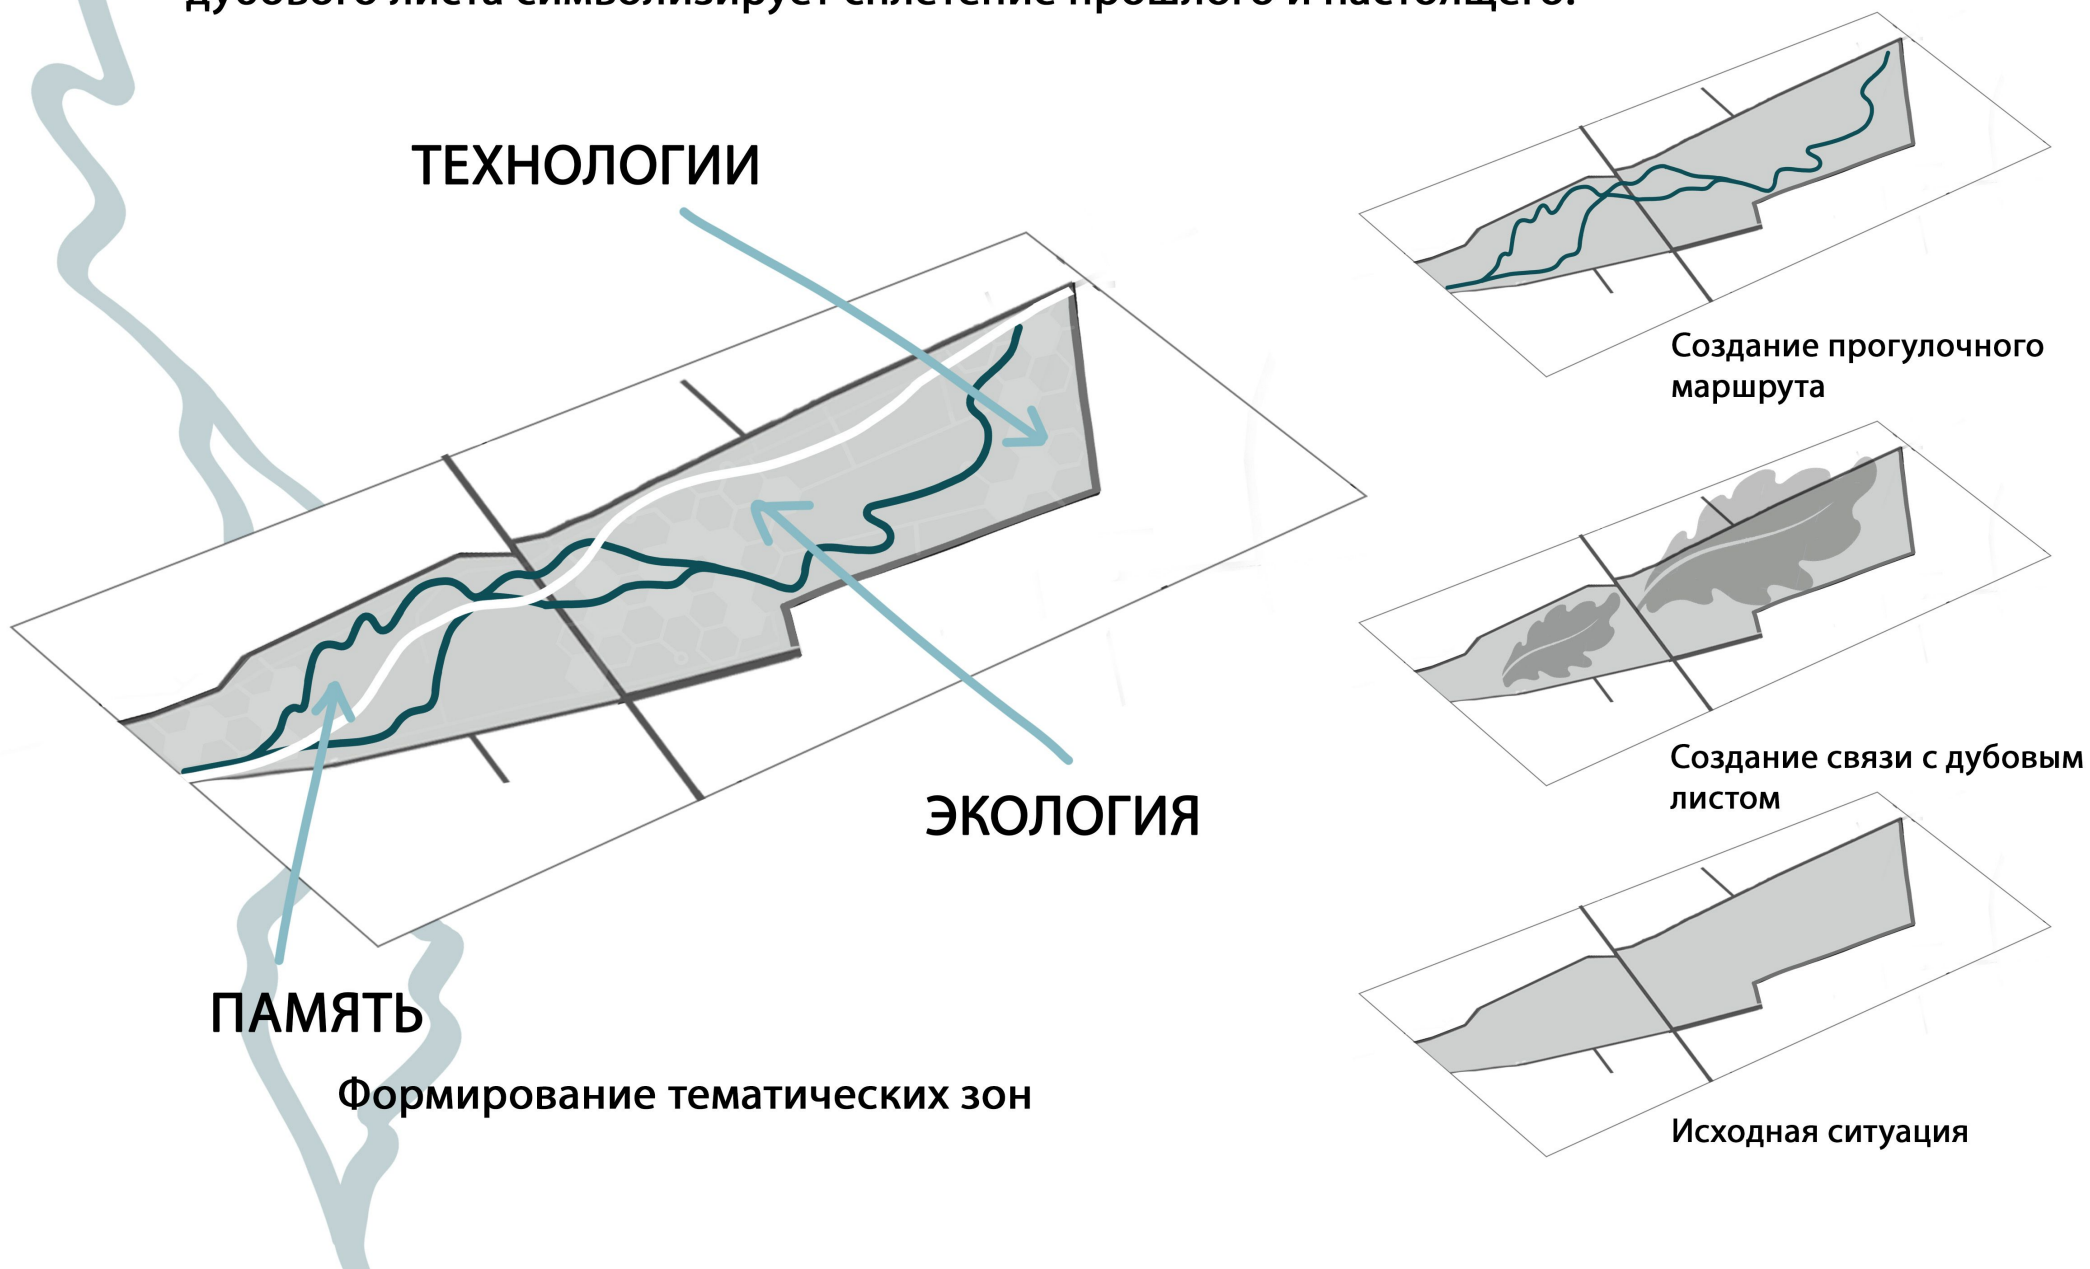 дубового листа символизирует сплетение прошлого и настоящего.
ТЕХНОЛОГИИ
Создание прогулочного
маршрута
Создание связи с дубовым
листом
ЭКОЛОГИЯ
ПАМЯТЬ
Формирование тематических зон
Исходная ситуация